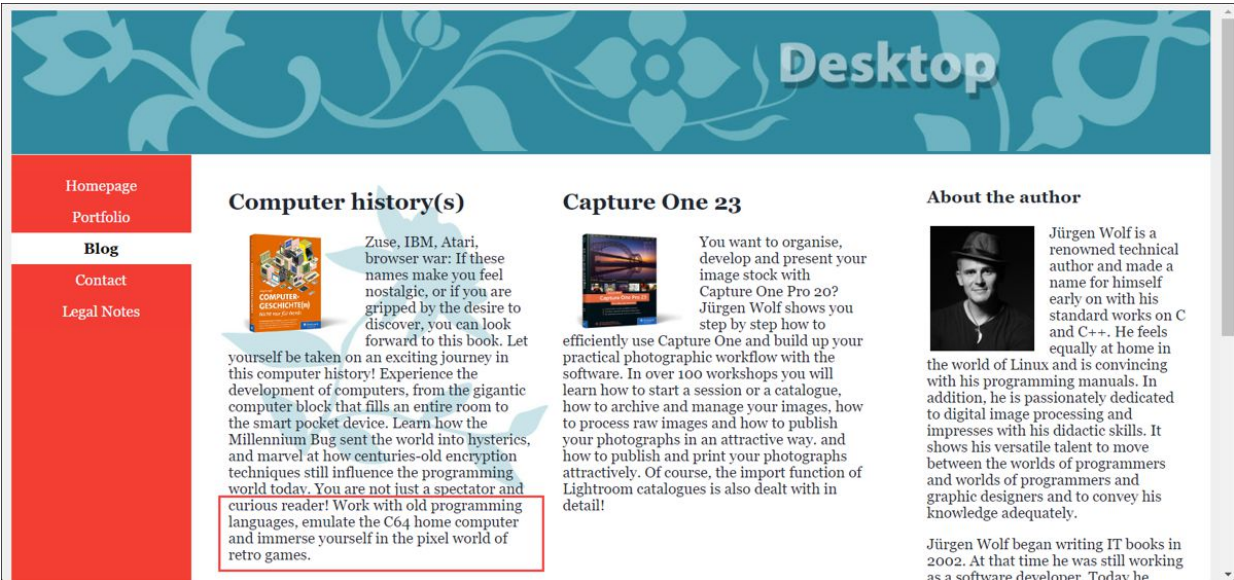 Desktop
Homepage
Portfolio
Blog
Contact
Legal Notes
Computer history(s)
COMPUTER-
GESCHICHTE(N)
Nicht nur für Nerds
Zuse, IBM, Atari,
browser war: If these
names make you feel
nostalgic, or if you are
gripped by the desire to
discover, you can look
forward to this book. Let
yourself be taken on an exciting journey in
this computer history! Experience the
development of computers, from the gigantic
computer block that fills an entire room to
the smart pocket device. Learn how the
Millennium Bug sent the world into hysterics,
and marvel at how centuries-old encryption
techniques still influence the programming
world today. You are not just a spectator and
curious reader! Work with old programming
languages, emulate the C64 home computer
and immerse yourself in the pixel world of
retro games.
Capture One 23
Capture One Pro 23
You want to organise,
develop and present your
image stock with
Capture One Pro 20?
Jürgen Wolf shows you
step by step how to
efficiently use Capture One and build up your
practical photographic workflow with the
software. In over 100 workshops you will
learn how to start a session or a catalogue,
how to archive and manage your images, how
to process raw images and how to publish
your photographs in an attractive way. and
how to publish and print your photographs
attractively. Of course, the import function of
Lightroom catalogues is also dealt with in
detail!
About the author
Jürgen Wolf is a
renowned technical
author and made a
name for himself
early on with his
standard works on C
and C++. He feels
equally at home in
the world of Linux and is convincing
with his programming manuals. In
addition, he is passionately dedicated
to digital image processing and
impresses with his didactic skills. It
shows his versatile talent to move
between the worlds of programmers
and worlds of programmers and
graphic designers and to convey his
knowledge adequately.
Jürgen Wolf began writing IT books in
2002. At that time he was still working
as a software developer. Today he